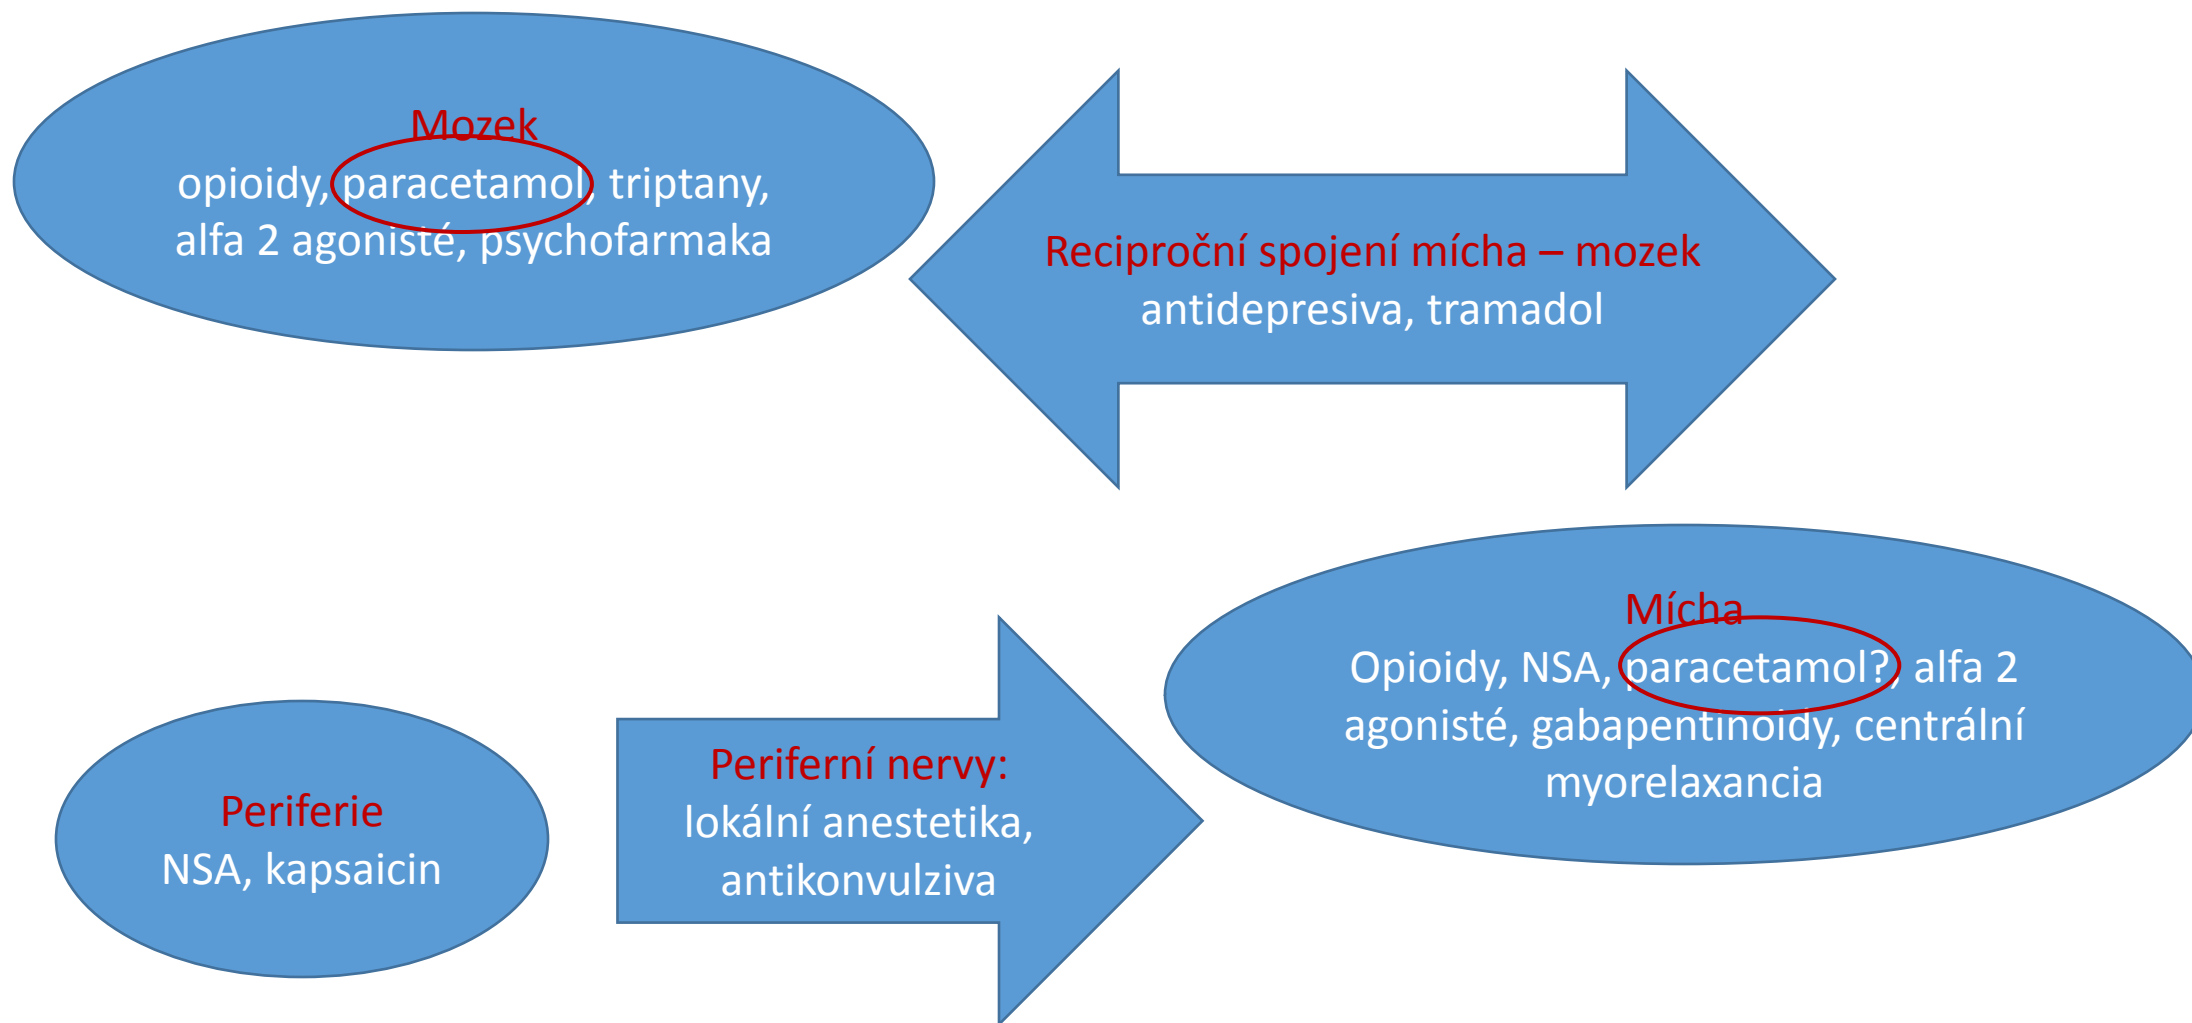 Mozek
opioidy, paracetamol, triptany,
alfa 2 agonisté, psychofarmaka
Reciproční spojení mícha – mozek
antidepresiva, tramadol
Mícha
Opioidy, NSA, paracetamol?, alfa 2
agonisté, gabapentinoidy, centrální
myorelaxancia
Periferní nervy:
lokální anestetika,
antikonvulziva
Periferie
NSA, kapsaicin